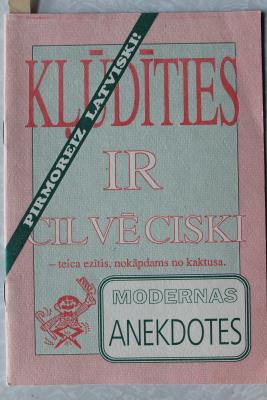 PIRMOREIZ LATVISKI!
KĻŪDĪTIES
IR
CILVĒCISKI
– teica ezītis, nokāpdams no kaktusa.
MODERNAS
ANEKDOTES